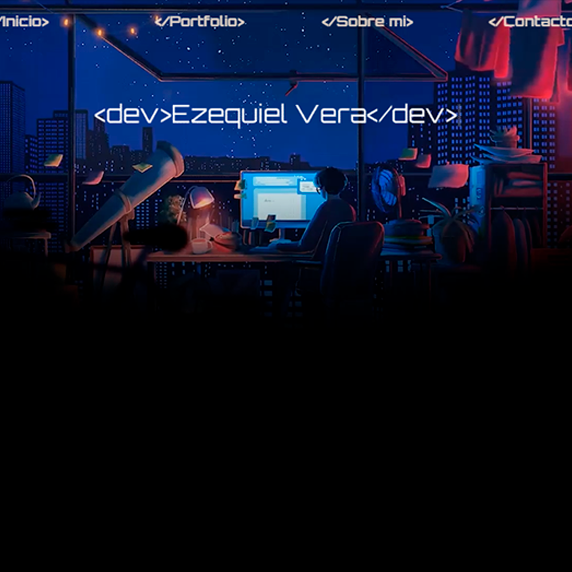 /Inicio> </Portfolio> </Sobre mi> </Contacto
<dev>Ezequiel Vera</dev>